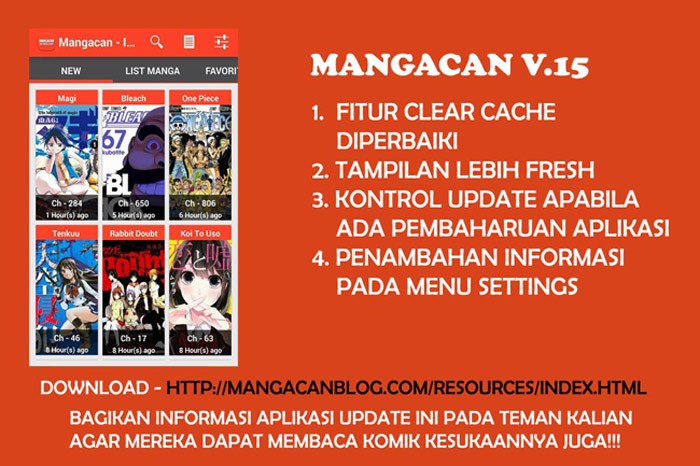 Mangacan - I...
NEW LIST MANGA FAVORI
Magi Bleach One Piece
67
Ch - 284 Ch - 650 Ch - 806
1 Hour(s) ago 5 Hour(s) ago 6 Hour(s) ago
Tenkuu Rabbit Doubt Koi To Uso
Ch - 46 Ch - 17 Ch - 63
8 Hour(s) ago 8 Hour(s) ago 8 Hour(s) ago
MANGACAN V.15
1. FITUR CLEAR CACHE
DIPERBAIKI
2. TAMPILAN LEBIH FRESH
3. KONTROL UPDATE APABILA
ADA PEMBAHARUAN APLIKASI
4. PENAMBAHAN INFORMASI
PADA MENU SETTINGS
DOWNLOAD - HTTP://MANGACANBLOG.COM/RESOURCES/INDEX.HTML
BAGIKAN INFORMASI APLIKASI UPDATE INI PADA TEMAN KALIAN
AGAR MEREKA DAPAT MEMBACA KOMIK KESUKAANNYA JUGA!!!